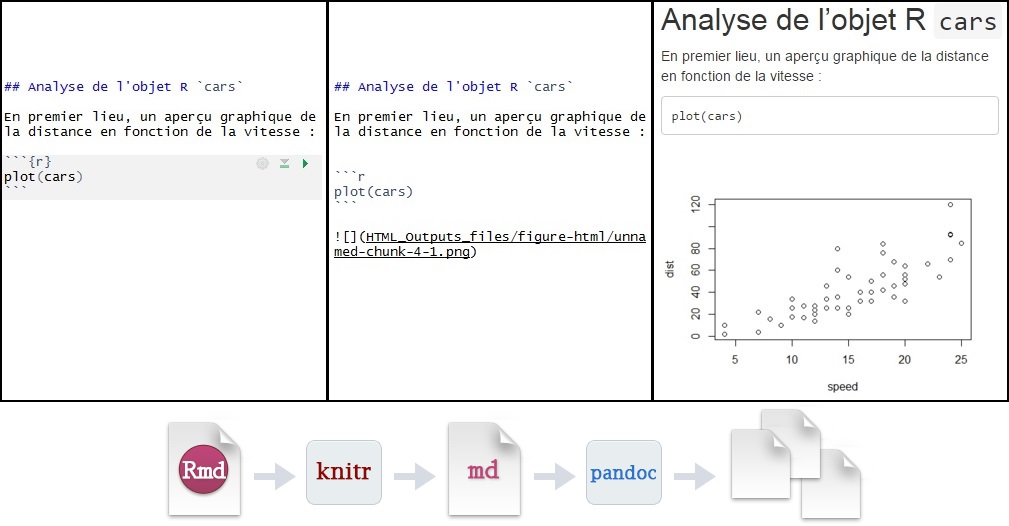 ## Analyse de l'objet R `cars`
En premier lieu, un aperçu graphique de
la distance en fonction de la vitesse :
```{r}
plot(cars)
```
## Analyse de l'objet R `cars`
En premier lieu, un aperçu graphique de
la distance en fonction de la vitesse :
```r
plot(cars)
```
![](HTML_Outputs_files/figure-html/unna
med-chunk-4-1.png)
Analyse de l’objet R cars
En premier lieu, un aperçu graphique de la distance
en fonction de la vitesse :
plot(cars)
120
80
60
40
20
0
dist
5 10 15 20 25
speed
Rmd
knitr
md
pandoc